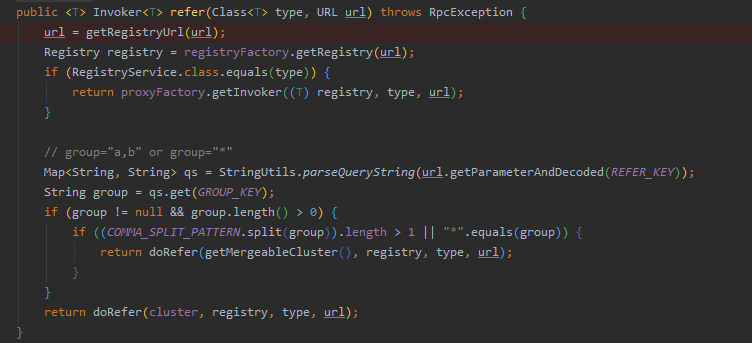 public <T> Invoker<T> refer(Class<T> type, URL url) throws RpcException {
url = getRegistryUrl(url);
Registry registry = registryFactory.getRegistry(url);
if (RegistryService.class.equals(type)) {
return proxyFactory.getInvoker((T) registry, type, url);
}
// group="a,b" or group="*"
Map<String, String> qs = StringUtils.parseQueryString(url.getParameterAndDecoded(REFER_KEY));
String group = qs.get(GROUP_KEY);
if (group != null && group.length() > 0) {
if ((COMMA_SPLIT_PATTERN.split(group)).length > 1 || "*".equals(group)) {
return doRefer(getMergeableCluster(), registry, type, url);
}
}
return doRefer(cluster, registry, type, url);
}